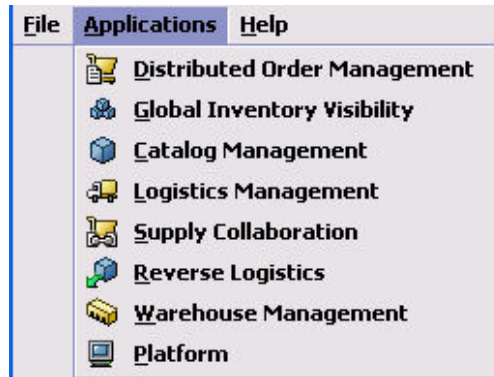 File Applications Help
Distributed Order Management
Global Inventory Visibility
Catalog Management
Logistics Management
Supply Collaboration
Reverse Logistics
Warehouse Management
Platform